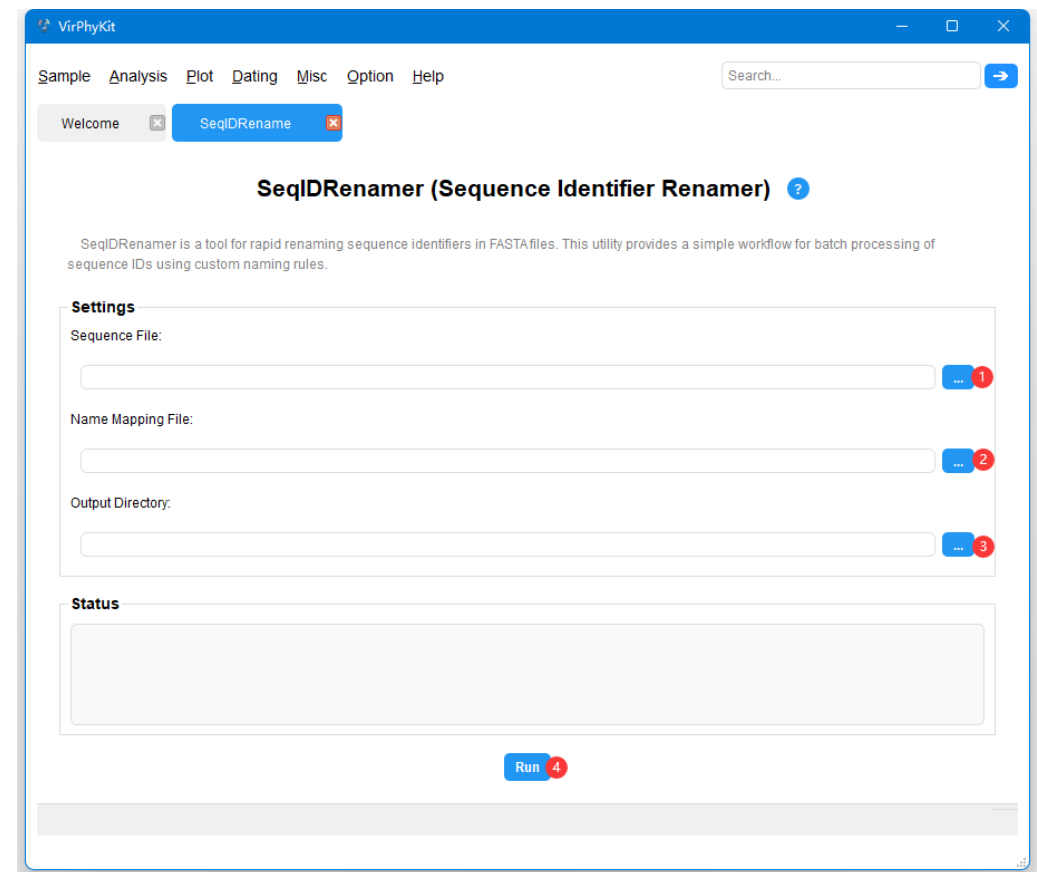 VirPhyKit
Sample Analysis Plot Dating Misc Option Help Search...
Welcome SeqIDRename
SeqIDRenamer (Sequence Identifier Renamer) ?
SeqIDRenamer is a tool for rapid renaming sequence identifiers in FASTA files. This utility provides a simple workflow for batch processing of
sequence IDs using custom naming rules.
Settings
Sequence File:
... 1
Name Mapping File:
... 2
Output Directory:
... 3
Status
Run 4